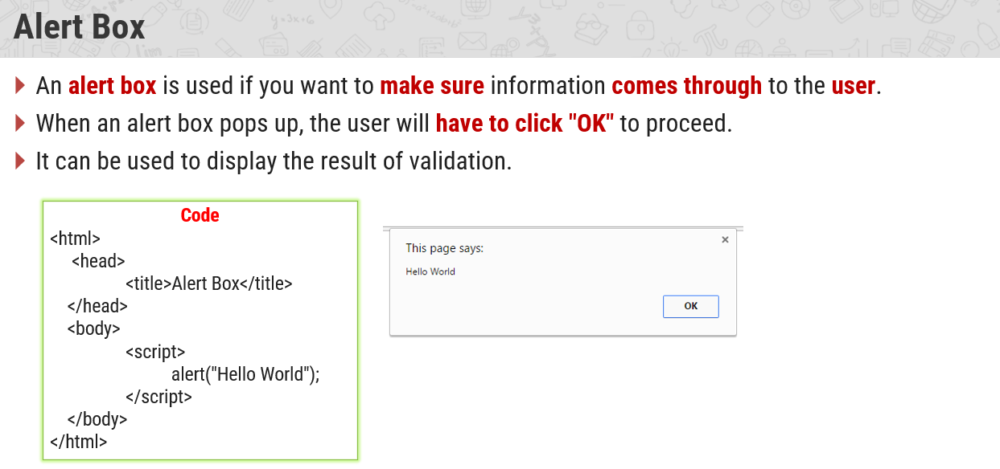 Alert Box
An alert box is used if you want to make sure information comes through to the user.
When an alert box pops up, the user will have to click "OK" to proceed.
It can be used to display the result of validation.
Code
<html>
<head>
<title>Alert Box</title>
</head>
<body>
<script>
alert("Hello World");
</script>
</body>
</html>
This page says:
Hello World
OK